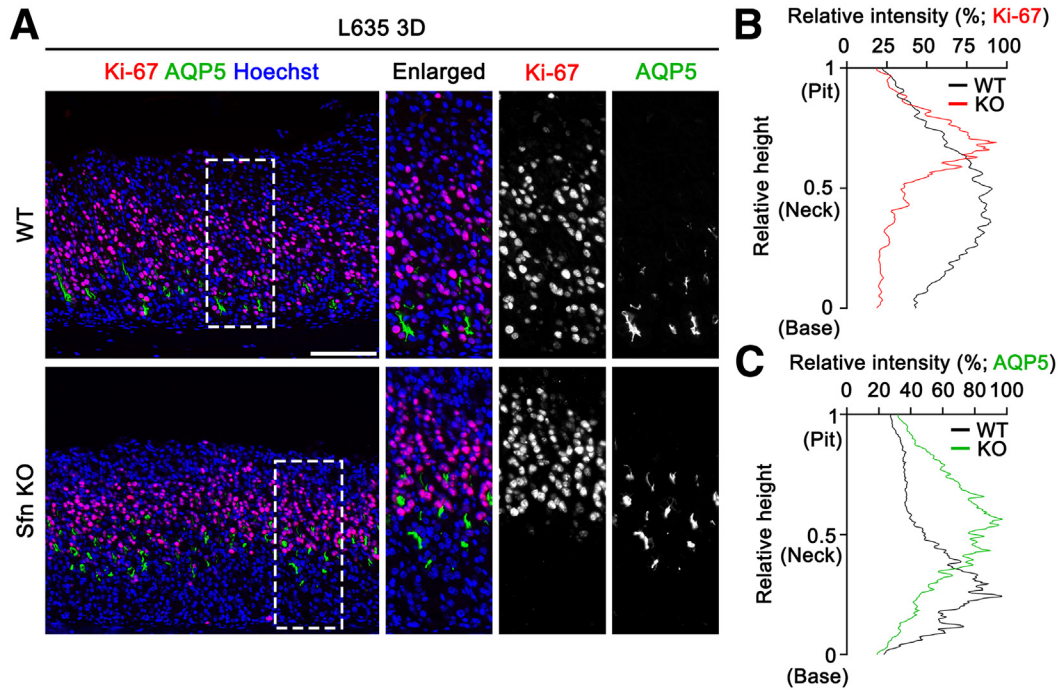 A
L635 3D
Ki-67 AQP5 Hoechst
Enlarged
Ki-67
AQP5
WT
Sfn KO
B
Relative intensity (%; Ki-67)
0 25 50 75 100
1
(Pit)
WT
KO
Relative height
0.5
(Neck)
0
(Base)
C
Relative intensity (%; AQP5)
0 20 40 60 80 100
1
(Pit)
WT
KO
Relative height
0.5
(Neck)
0
(Base)